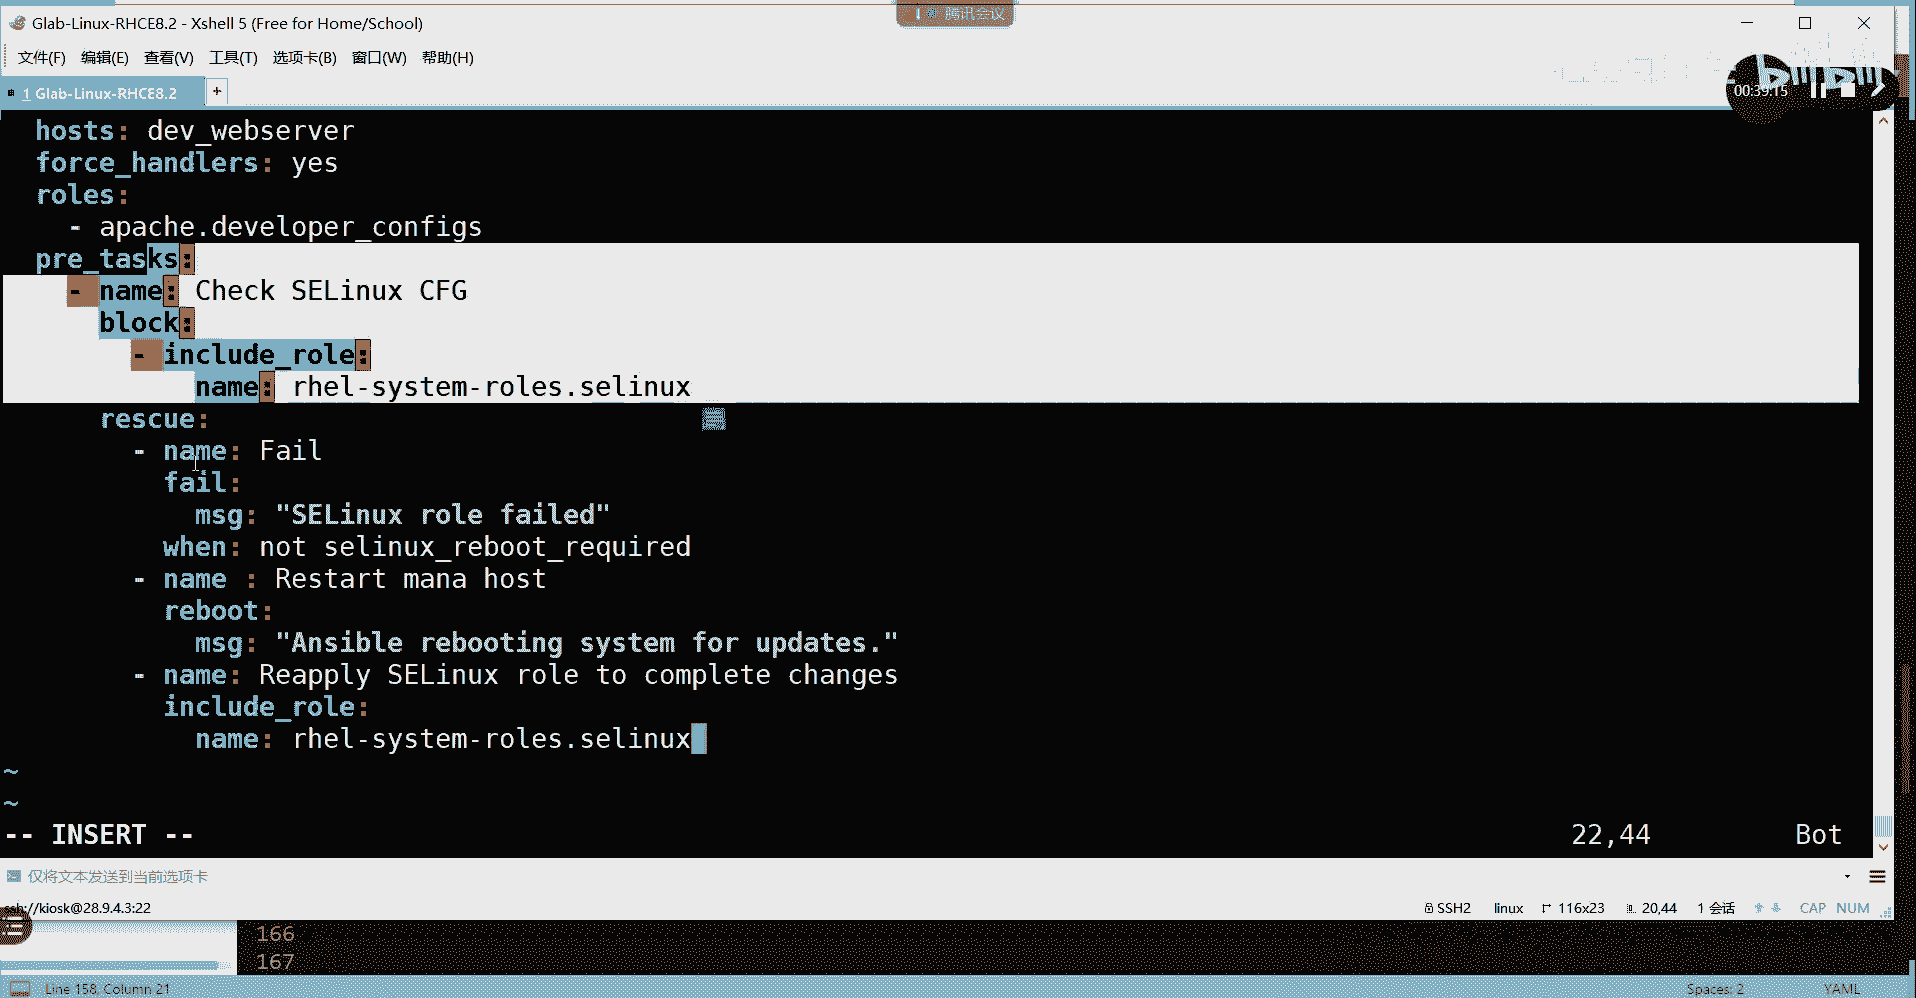 Glab-Linux-RHCE8.2 - Xshell 5 (Free for Home/School)
腾讯会议
文件(F) 编辑(E) 查看(V) 工具(T) 选项卡(B) 窗口(W) 帮助(H)
1 Glab-Linux-RHCE8.2 +
00:39:15
hosts: dev_webserver
force_handlers: yes
roles:
- apache.developer_configs
pre_tasks:
- name: Check SELinux CFG
block:
- include_role:
name: rhel-system-roles.selinux
rescue:
- name: Fail
fail:
msg: "SELinux role failed"
when: not selinux_reboot_required
- name : Restart mana host
reboot:
msg: "Ansible rebooting system for updates."
- name: Reapply SELinux role to complete changes
include_role:
name: rhel-system-roles.selinux
~
~
-- INSERT -- 22,44 Bot
仅将文本发送到当前选项卡
ssh://kiosk@28.9.4.3:22 SSH2 linux 116x23 20,44 1 会话 CAP NUM
166
167
Line 158, Column 21 Spaces: 2 YAML